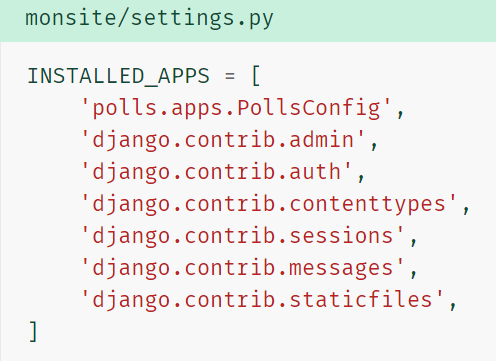 monsite/settings.py
INSTALLED_APPS = [
    'polls.apps.PollsConfig',
    'django.contrib.admin',
    'django.contrib.auth',
    'django.contrib.contenttypes',
    'django.contrib.sessions',
    'django.contrib.messages',
    'django.contrib.staticfiles',
]